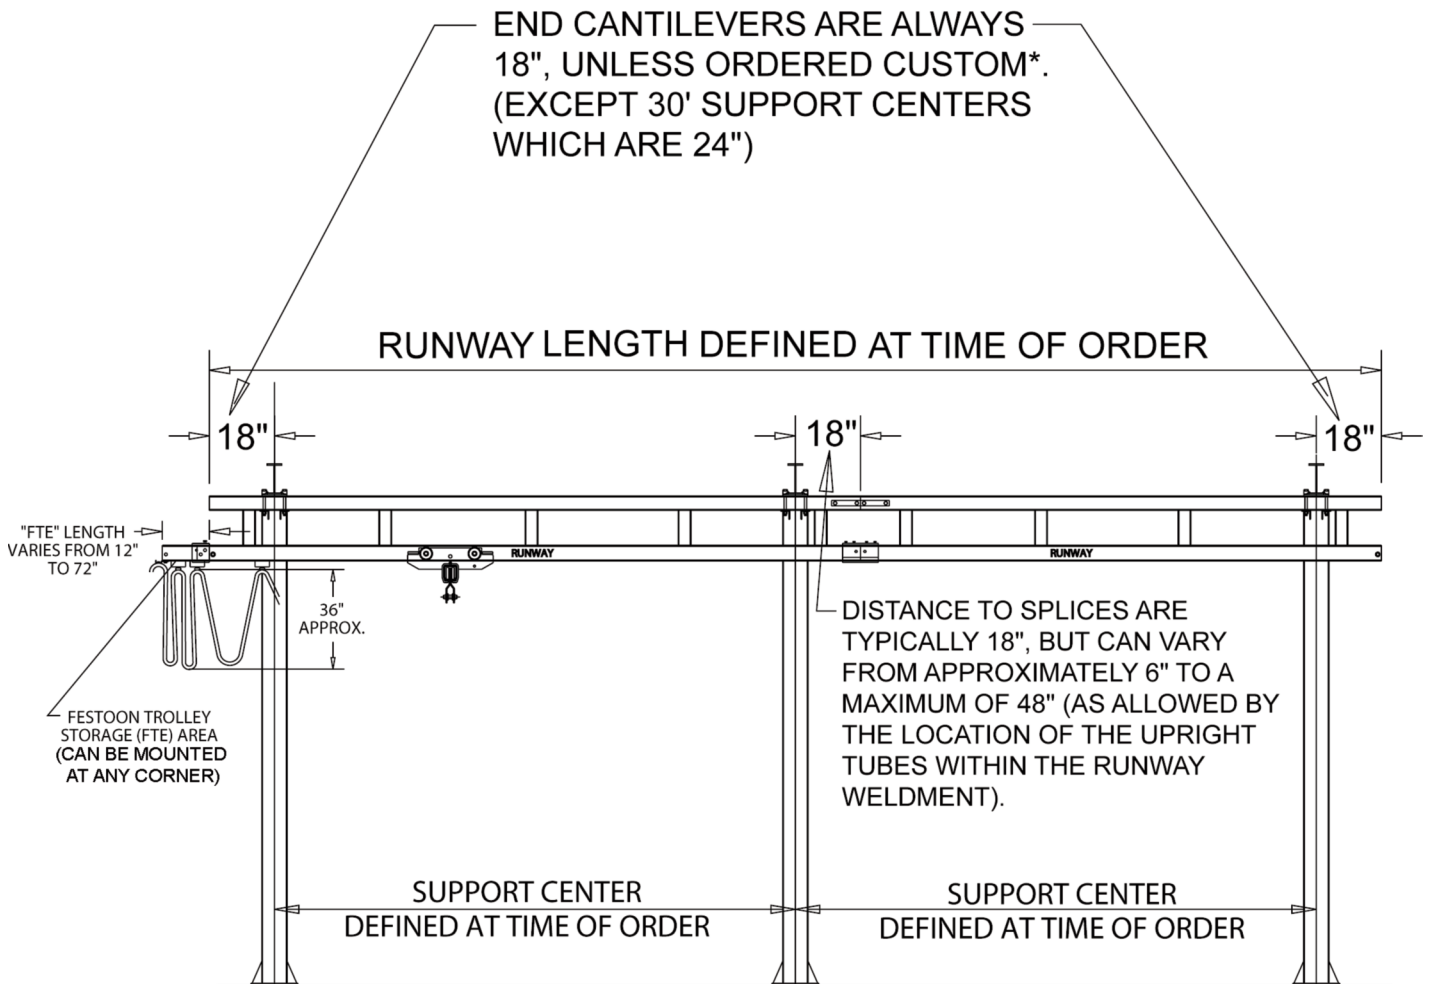 END CANTILEVERS ARE ALWAYS
18", UNLESS ORDERED CUSTOM*.
(EXCEPT 30' SUPPORT CENTERS
WHICH ARE 24")
RUNWAY LENGTH DEFINED AT TIME OF ORDER
18"
18"
18"
"FTE" LENGTH
VARIES FROM 12"
TO 72"
RUNWAY
RUNWAY
36"
APPROX.
DISTANCE TO SPLICES ARE
TYPICALLY 18", BUT CAN VARY
FROM APPROXIMATELY 6" TO A
MAXIMUM OF 48" (AS ALLOWED BY
THE LOCATION OF THE UPRIGHT
TUBES WITHIN THE RUNWAY
WELDMENT).
FESTOON TROLLEY
STORAGE (FTE) AREA
(CAN BE MOUNTED
AT ANY CORNER)
SUPPORT CENTER
DEFINED AT TIME OF ORDER
SUPPORT CENTER
DEFINED AT TIME OF ORDER